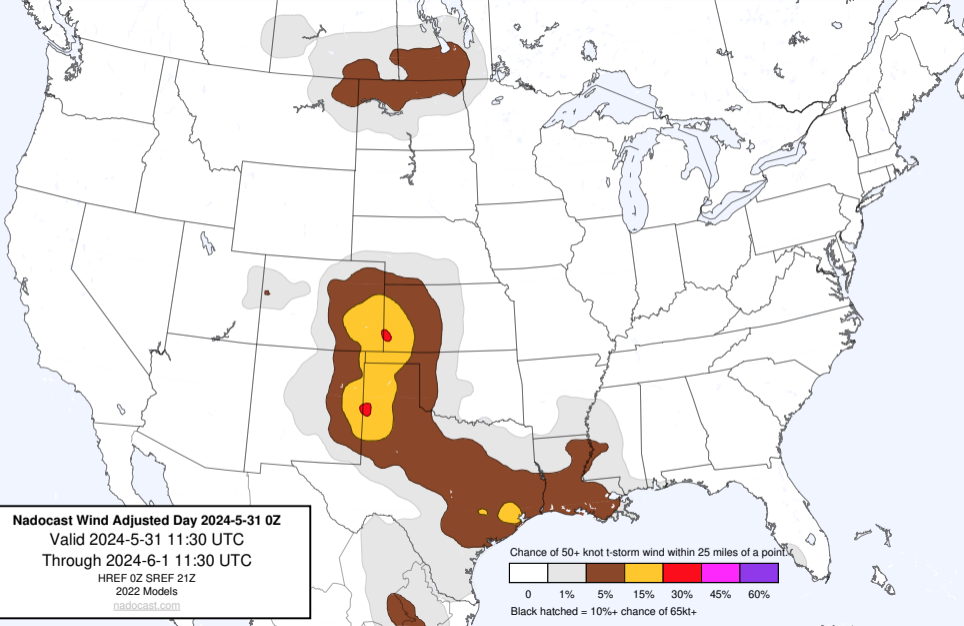 Nadocast Wind Adjusted Day 2024-5-31 0Z
Valid 2024-5-31 11:30 UTC
Through 2024-6-1 11:30 UTC
HREF 0Z SREF 21Z
2022 Models
nadocast.com
Chance of 50+ knot t-storm wind within 25 miles of a point.
0 1% 5% 15% 30% 45% 60%
Black hatched = 10%+ chance of 65kt+